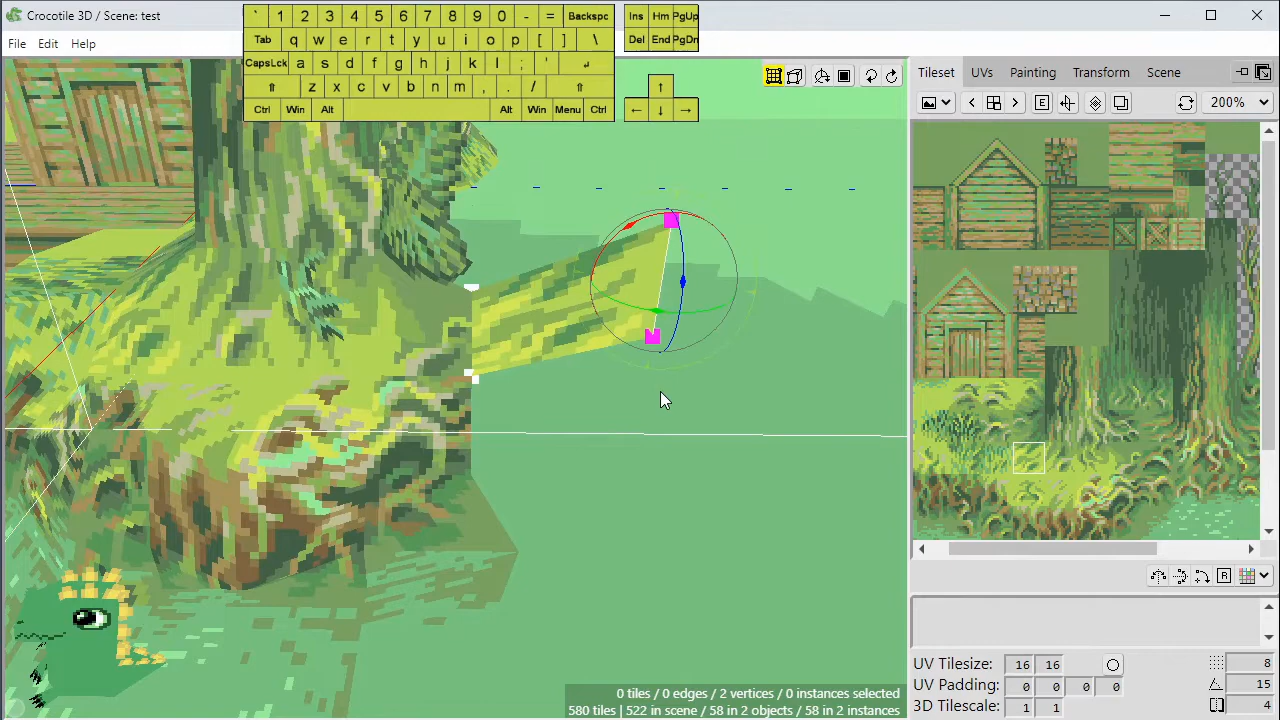 Crocotile 3D / Scene: test
File Edit Help
` 1 2 3 4 5 6 7 8 9 0 - = Backspc
Tab q w e r t y u i o p [ ] \
CapsLck a s d f g h j k l ; ' ↵
⇧ z x c v b n m , . / ⇧
Ctrl Win Alt Alt Win Menu Ctrl
Ins Hm PgUp
Del End PgDn
↑
← ↓ →
Tileset UVs Painting Transform Scene
E 200%
R
UV Tilesize: 16 16 8
UV Padding: 0 0 0 0 15
3D Tilescale: 1 1 4
0 tiles / 0 edges / 2 vertices / 0 instances selected
580 tiles | 522 in scene / 58 in 2 objects / 58 in 2 instances